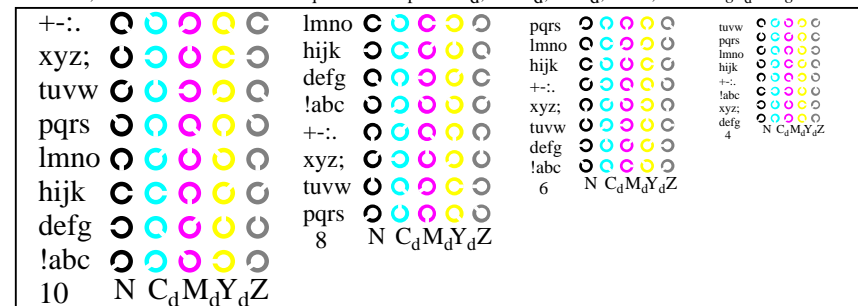 +-:.
xyz;
tuvw
pqrs
lmno
hijk
defg
!abc
10 N CdMdYdZ
lmno
hijk
defg
!abc
+-:.
xyz;
tuvw
pqrs
8 N CdMdYdZ
pqrs
lmno
hijk
+-:.
xyz;
tuvw
defg
!abc
6 N CdMdYdZ
tuvw
pqrs
lmno
hijk
+-:.
!abc
xyz;
defg
4 N CdMdYdZ